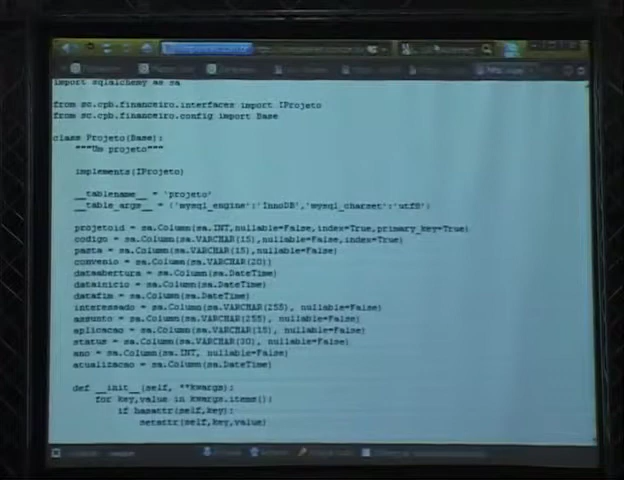 import sqlalchemy as sa
from sc.cpb.financeiro.interfaces import IProjeto
from sc.cpb.financeiro.config import Base
class Projeto(Base):
"""Um projeto"""
implements(IProjeto)
__tablename__ = 'projeto'
__table_args__ = {'mysql_engine':'InnoDB','mysql_charset':'utf8'}
projetoid = sa.Column(sa.INT,nullable=False,index=True,primary_key=True)
codigo = sa.Column(sa.VARCHAR(15),nullable=False,index=True)
pasta = sa.Column(sa.VARCHAR(15),nullable=False)
convenio = sa.Column(sa.VARCHAR(20))
dataabertura = sa.Column(sa.DateTime)
datainicio = sa.Column(sa.DateTime)
datafim = sa.Column(sa.DateTime)
interessado = sa.Column(sa.VARCHAR(255), nullable=False)
assunto = sa.Column(sa.VARCHAR(255), nullable=False)
aplicacao = sa.Column(sa.VARCHAR(15), nullable=False)
status = sa.Column(sa.VARCHAR(30), nullable=False)
ano = sa.Column(sa.INT, nullable=False)
atualizacao = sa.Column(sa.DateTime)
def __init__(self, **kwargs):
for key,value in kwargs.items():
if hasattr(self,key):
setattr(self,key,value)